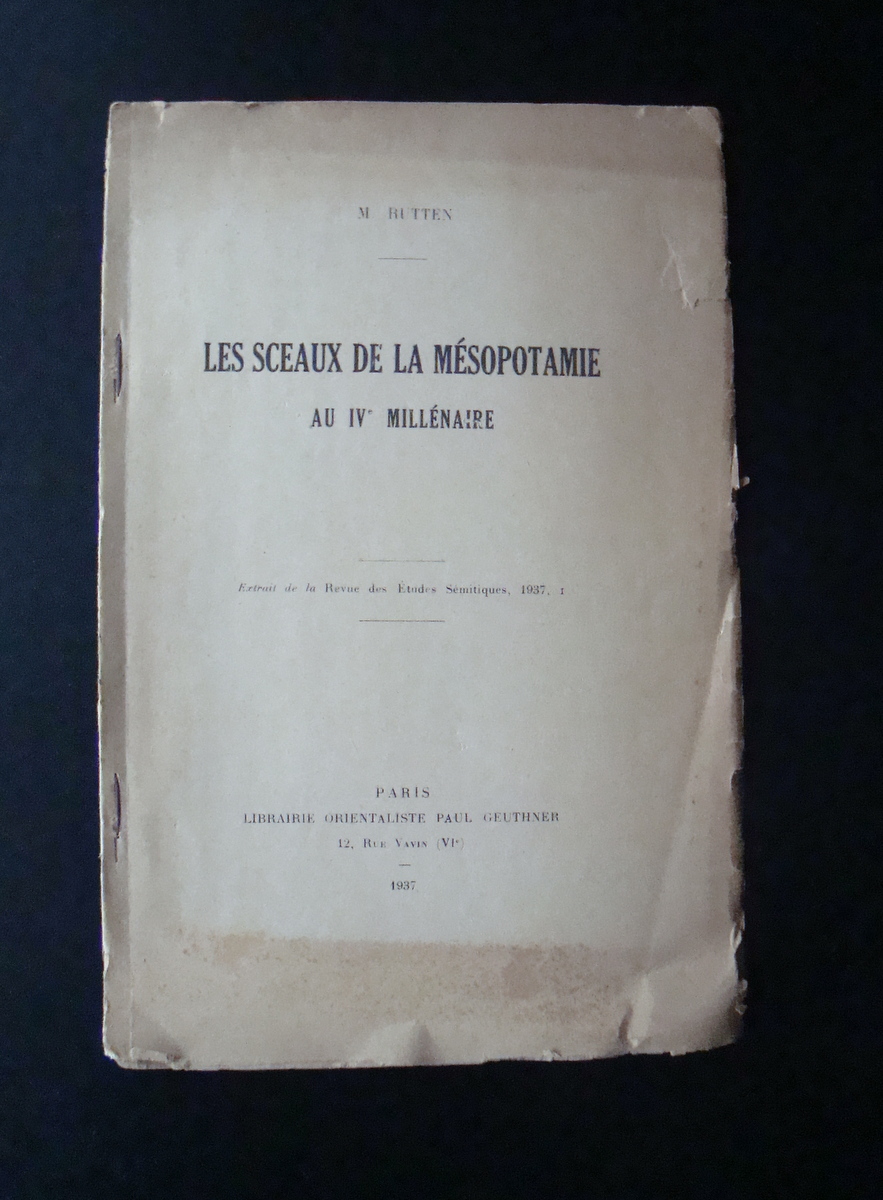 M RUTTEN
LES SCEAUX DE LA MÉSOPOTAMIE
AU IVᵉ MILLÉNAIRE
Extrait de la Revue des Études Sémitiques, 1937, I
PARIS
LIBRAIRIE ORIENTALISTE PAUL GEUTHNER
12, RUE VAVIN (VIᵉ)
1937